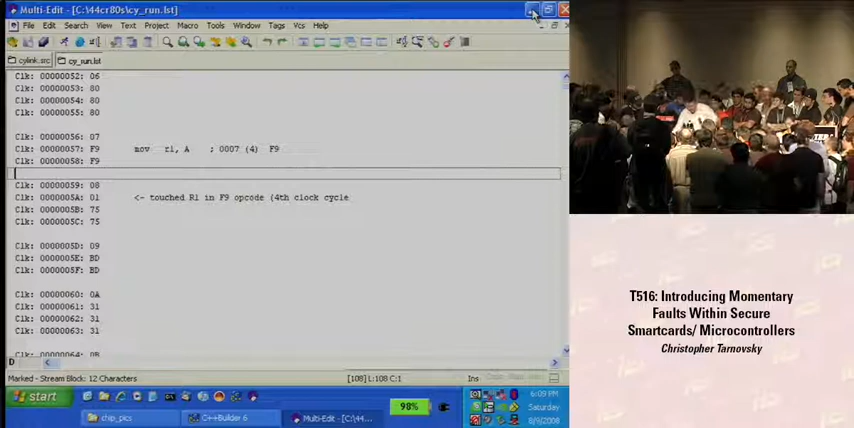 Multi-Edit - [C:\44cr80s\cy_run.lst]
File Edit Search View Text Project Macro Tools Window Tags Vcs Help
cylink.src cy_run.lst
Clk: 00000052: 06
Clk: 00000053: 80
Clk: 00000054: 80
Clk: 00000055: 80
Clk: 00000056: 07
Clk: 00000057: F9 mov r1, A ; 0007 (4) F9
Clk: 00000058: F9
Clk: 00000059: 08
Clk: 0000005A: 01 <- touched R1 in F9 opcode (4th clock cycle
Clk: 0000005B: 75
Clk: 0000005C: 75
Clk: 0000005D: 09
Clk: 0000005E: BD
Clk: 0000005F: BD
Clk: 00000060: 0A
Clk: 00000061: 31
Clk: 00000062: 31
Clk: 00000063: 31
Clk: 00000064: 0B
D
Marked - Stream Block: 12 Characters [108] L:108 C:1 Ins
start chip_pics C++Builder 6 Multi-Edit - [C:\44... 98% 6:09 PM
Saturday
8/9/2008
T516: Introducing Momentary
Faults Within Secure
Smartcards/ Microcontrollers
Christopher Tarnovsky